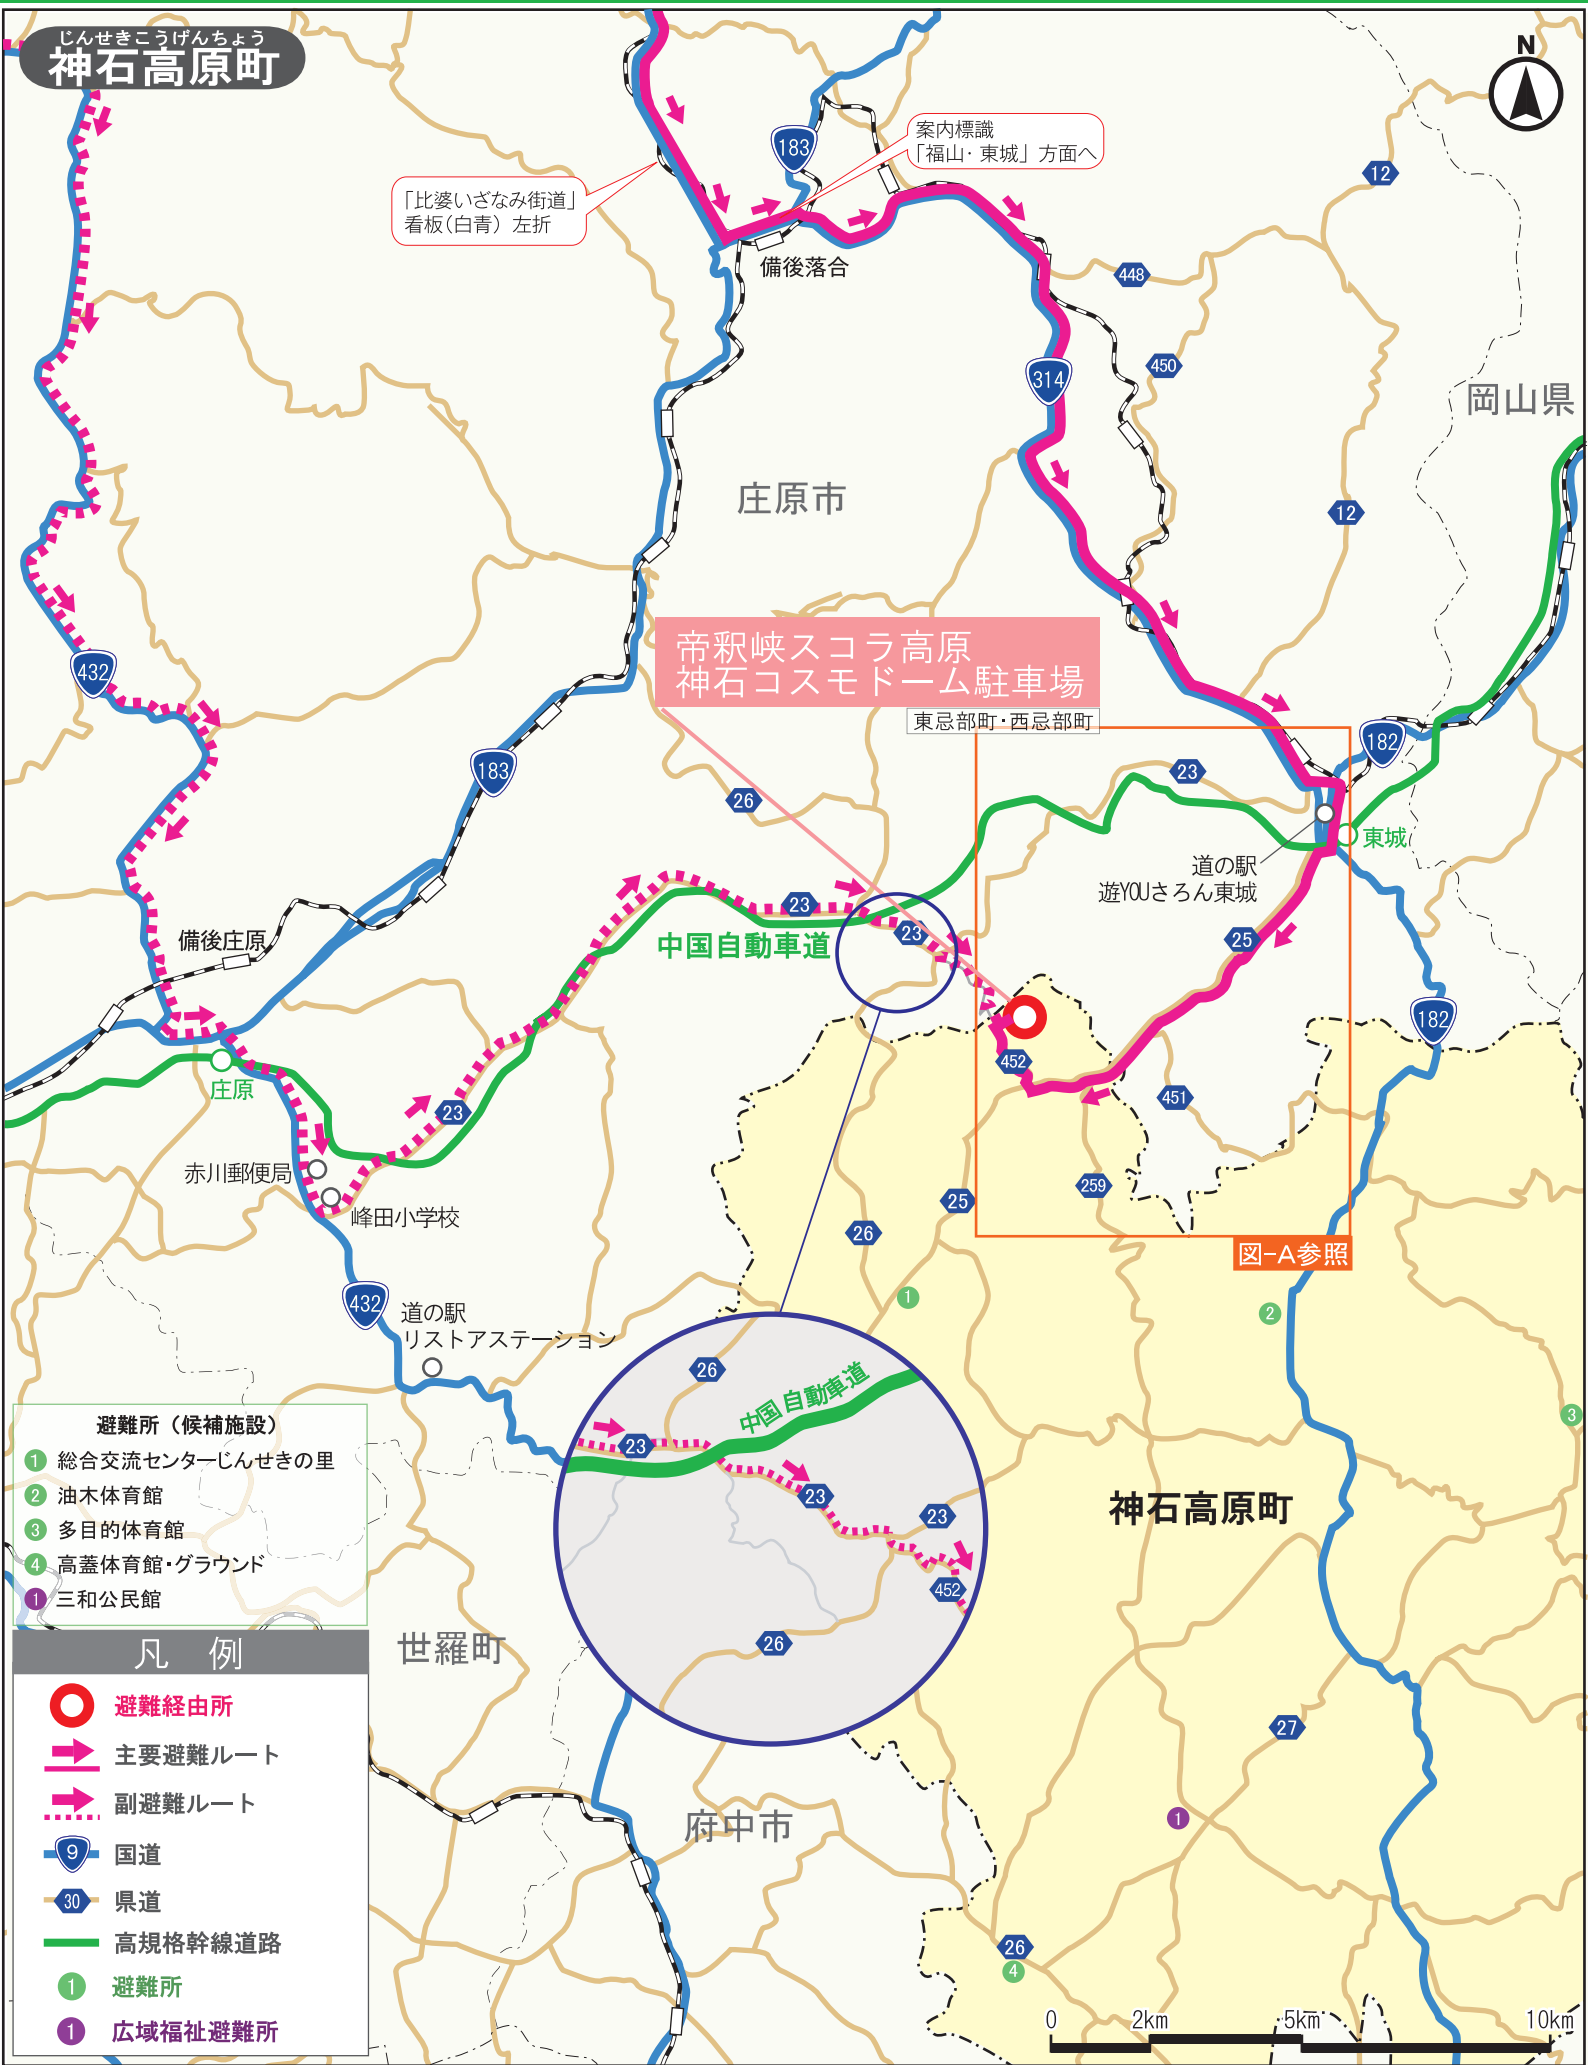 じんせきこうげんちょう
神石高原町
N
案内標識
「福山・東城」方面へ
183
12
「比婆いざなみ街道」
看板(白青) 左折
備後落合
448
450
314
岡山県
庄原市
12
432
帝釈峡スコラ高原
神石コスモドーム駐車場
東忌部町・西忌部町
182
183
23
26
東城
道の駅
遊YOUさろん東城
23
23
25
備後庄原
中国自動車道
182
452
庄原
451
23
赤川郵便局
259
25
峰田小学校
26
図-A参照
1
2
432
道の駅
リストアステーション
26
中国自動車道
3
23
23
23
452
26
神石高原町
避難所(候補施設)
1 総合交流センターじんせきの里
2 油木体育館
3 多目的体育館
4 高蓋体育館・グラウンド
1 三和公民館
世羅町
凡 例
避難経由所
主要避難ルート
副避難ルート
9 国道
30 県道
高規格幹線道路
1 避難所
1 広域福祉避難所
27
1
府中市
26
4
0 2km 5km 10km